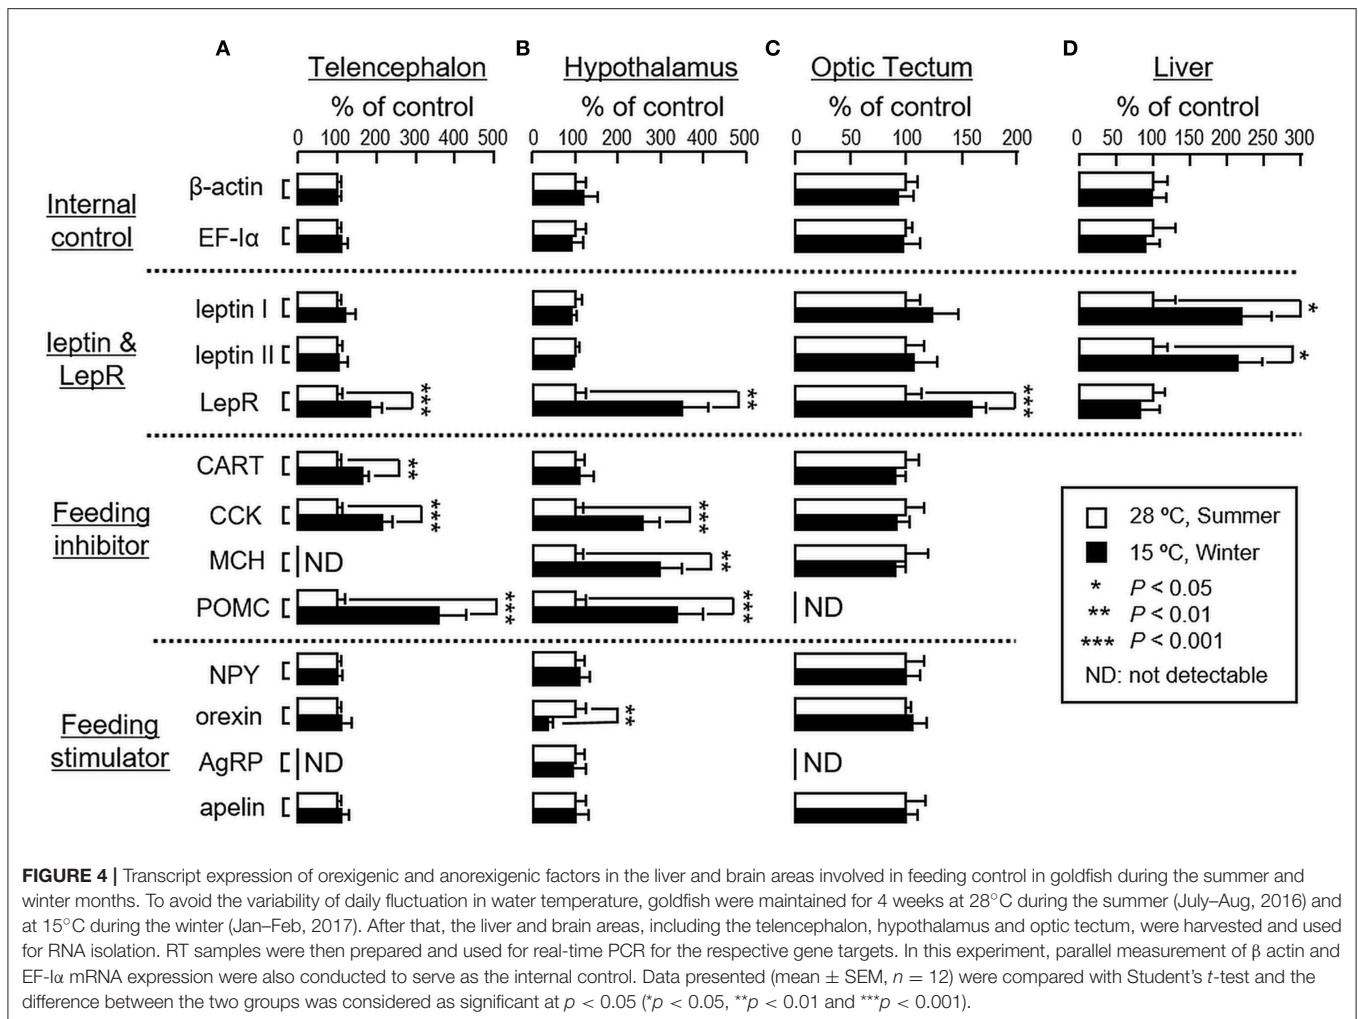 A
B
C
D
Telencephalon
Hypothalamus
Optic Tectum
Liver
% of control
% of control
% of control
% of control
0 100 200 300 400 500
0 100 200 300 400 500
0 50 100 150 200
0 50 100 150 200 250 300
Internal
control
β-actin
EF-Iα
leptin &
LepR
leptin I
*
leptin II
*
LepR
***
**
***
Feeding
inhibitor
CART
**
CCK
***
***
MCH
ND
**
POMC
***
***
ND
Feeding
stimulator
NPY
orexin
**
AgRP
ND
ND
apelin
28 ºC, Summer
15 ºC, Winter
* P < 0.05
** P < 0.01
*** P < 0.001
ND: not detectable
FIGURE 4 | Transcript expression of orexigenic and anorexigenic factors in the liver and brain areas involved in feeding control in goldfish during the summer and
winter months. To avoid the variability of daily fluctuation in water temperature, goldfish were maintained for 4 weeks at 28°C during the summer (July–Aug, 2016) and
at 15°C during the winter (Jan–Feb, 2017). After that, the liver and brain areas, including the telencephalon, hypothalamus and optic tectum, were harvested and used
for RNA isolation. RT samples were then prepared and used for real-time PCR for the respective gene targets. In this experiment, parallel measurement of β actin and
EF-Iα mRNA expression were also conducted to serve as the internal control. Data presented (mean ± SEM, n = 12) were compared with Student's t-test and the
difference between the two groups was considered as significant at p < 0.05 (*p < 0.05, **p < 0.01 and ***p < 0.001).